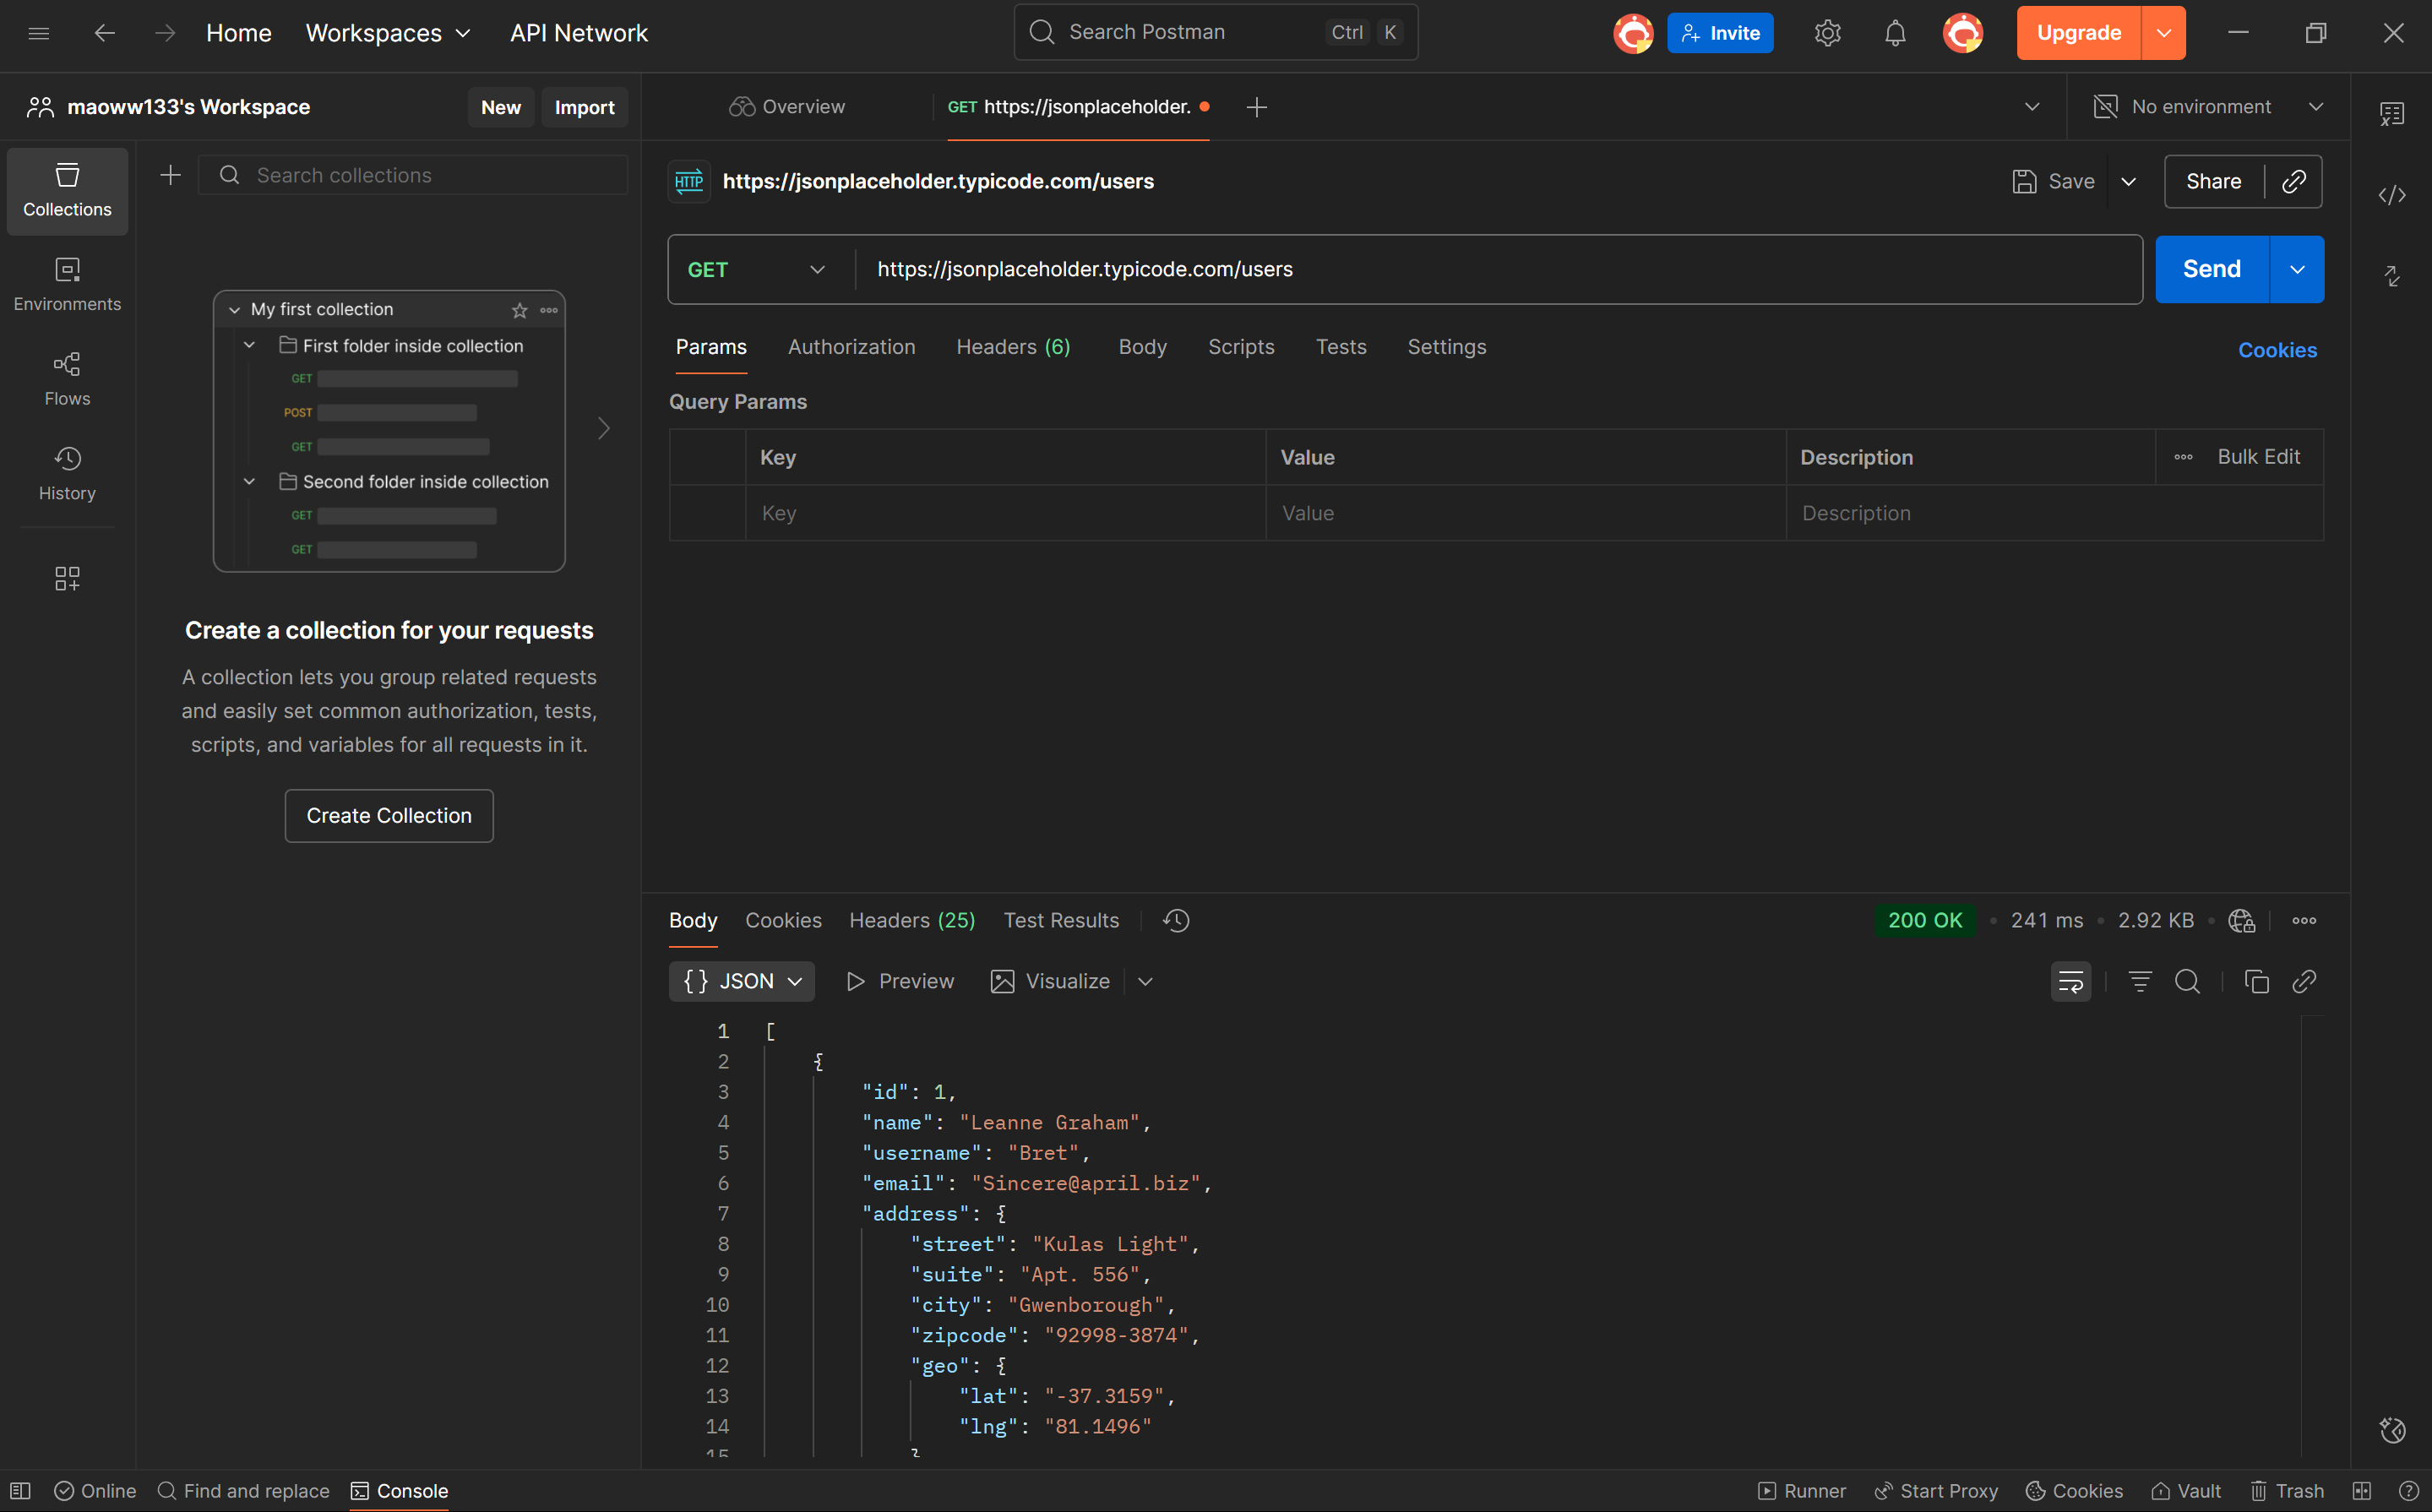 Home Workspaces API Network Search Postman Ctrl K Invite Upgrade
maoww133's Workspace New Import Overview GET https://jsonplaceholder. No environment
Collections
Environments
Flows
History
Search collections
My first collection
First folder inside collection
GET
POST
GET
Second folder inside collection
GET
GET
Create a collection for your requests
A collection lets you group related requests
and easily set common authorization, tests,
scripts, and variables for all requests in it.
Create Collection
HTTP https://jsonplaceholder.typicode.com/users Save Share
GET https://jsonplaceholder.typicode.com/users Send
Params Authorization Headers (6) Body Scripts Tests Settings Cookies
Query Params
Key Value Description Bulk Edit
Key Value Description
Body Cookies Headers (25) Test Results 200 OK 241 ms 2.92 KB
{} JSON Preview Visualize
1 [
2 {
3 "id": 1,
4 "name": "Leanne Graham",
5 "username": "Bret",
6 "email": "Sincere@april.biz",
7 "address": {
8 "street": "Kulas Light",
9 "suite": "Apt. 556",
10 "city": "Gwenborough",
11 "zipcode": "92998-3874",
12 "geo": {
13 "lat": "-37.3159",
14 "lng": "81.1496"
15 }
Online Find and replace Console Runner Start Proxy Cookies Vault Trash